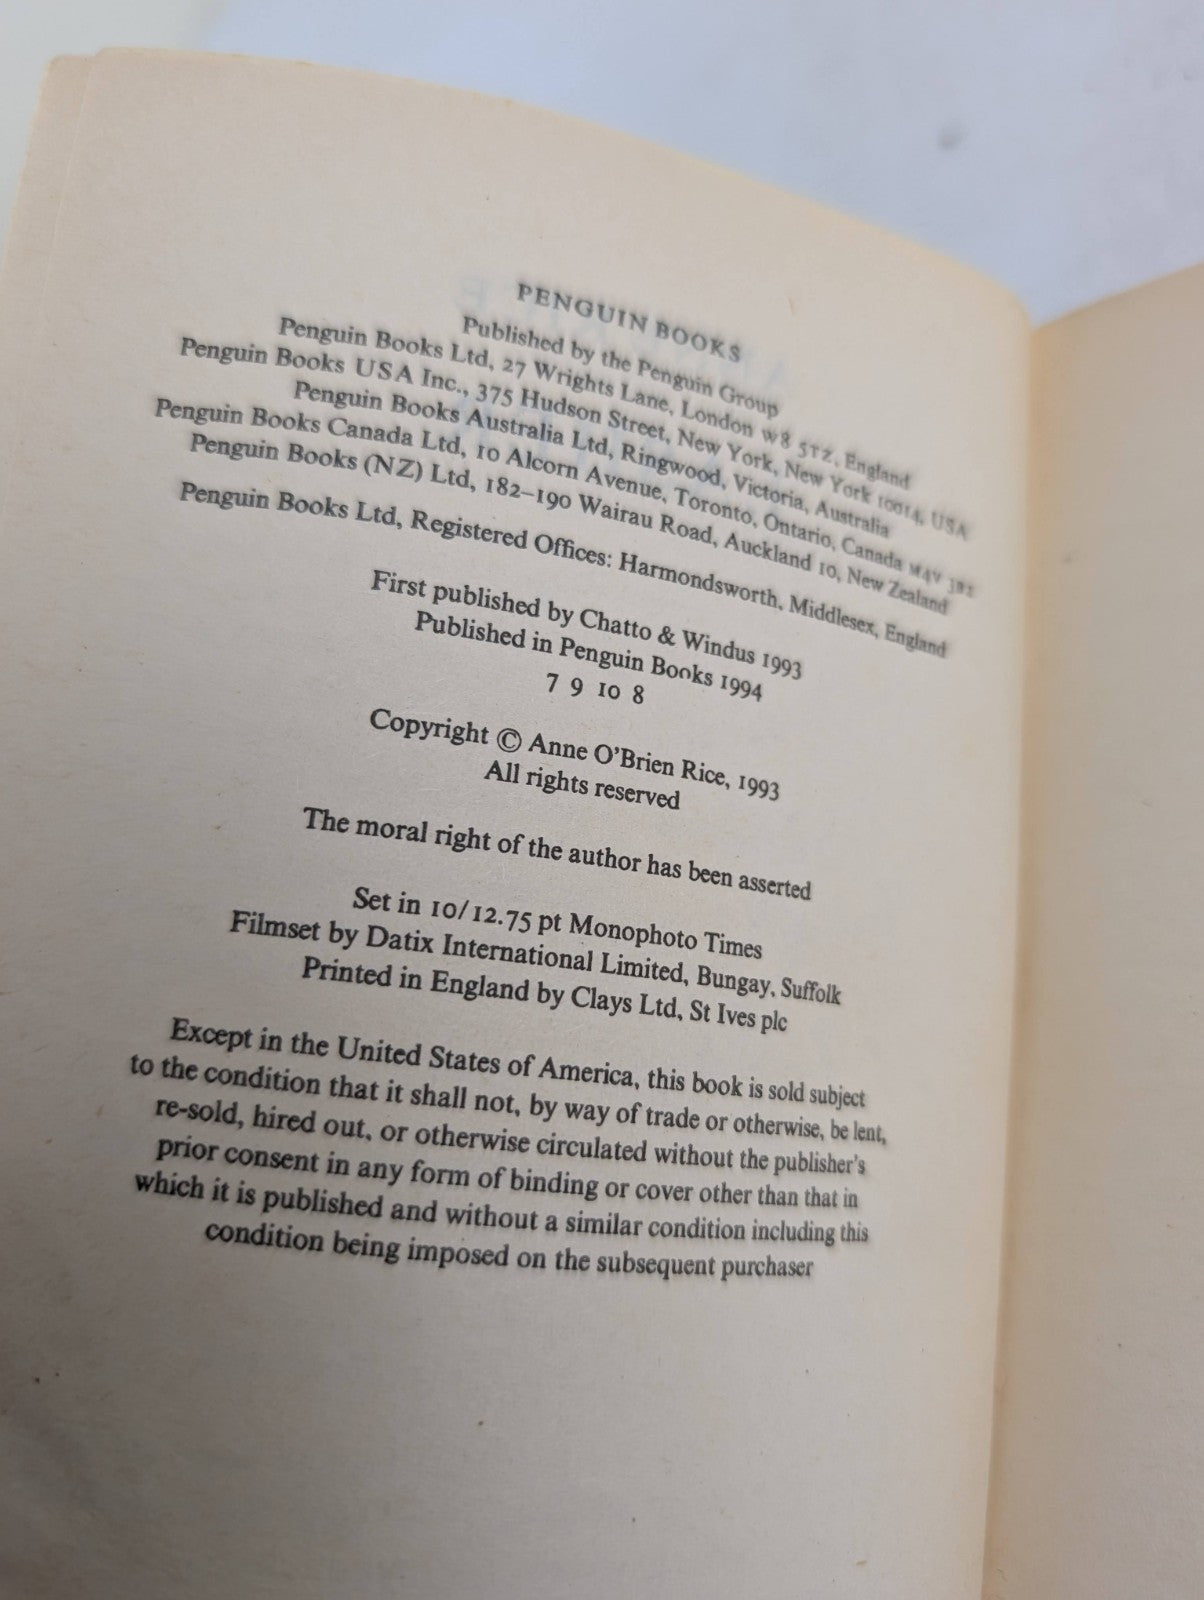 PENGUIN BOOKS
Published by the Penguin Group
Penguin Books Ltd, 27 Wrights Lane, London W8 5TZ, England
Penguin Books USA Inc., 375 Hudson Street, New York, New York 10014, USA
Penguin Books Australia Ltd, Ringwood, Victoria, Australia
Penguin Books Canada Ltd, 10 Alcorn Avenue, Toronto, Ontario, Canada M4V 3B2
Penguin Books (NZ) Ltd, 182–190 Wairau Road, Auckland 10, New Zealand
Penguin Books Ltd, Registered Offices: Harmondsworth, Middlesex, England
First published by Chatto & Windus 1993
Published in Penguin Books 1994
7 9 10 8
Copyright © Anne O'Brien Rice, 1993
All rights reserved
The moral right of the author has been asserted
Set in 10/12.75 pt Monophoto Times
Filmset by Datix International Limited, Bungay, Suffolk
Printed in England by Clays Ltd, St Ives plc
Except in the United States of America, this book is sold subject
to the condition that it shall not, by way of trade or otherwise, be lent,
re-sold, hired out, or otherwise circulated without the publisher's
prior consent in any form of binding or cover other than that in
which it is published and without a similar condition including this
condition being imposed on the subsequent purchaser